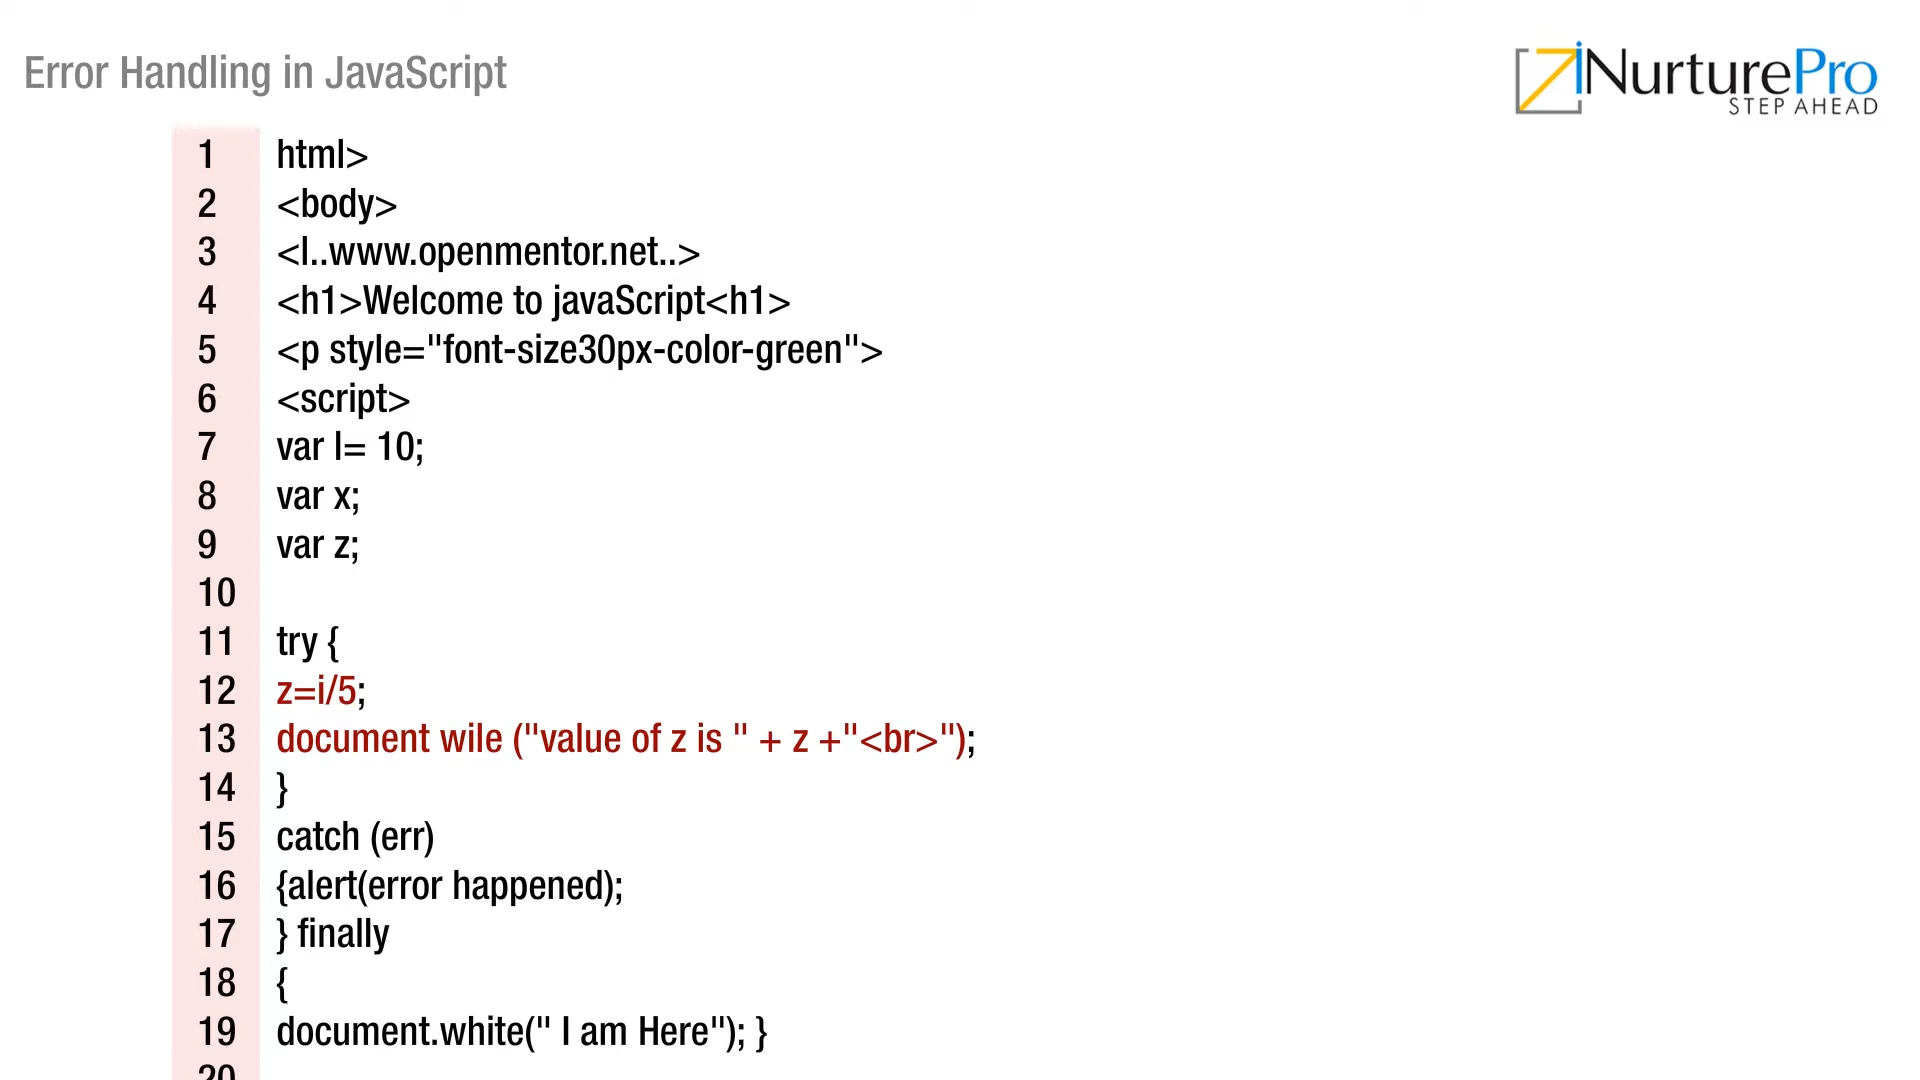 Error Handling in JavaScript
iNurturePro
STEP AHEAD
1 html>
2 <body>
3 <l..www.openmentor.net..>
4 <h1>Welcome to javaScript<h1>
5 <p style="font-size30px-color-green">
6 <script>
7 var l= 10;
8 var x;
9 var z;
10
11 try {
12 z=i/5;
13 document wile ("value of z is " + z +"<br>");
14 }
15 catch (err)
16 {alert(error happened);
17 } finally
18 {
19 document.white(" I am Here"); }
20